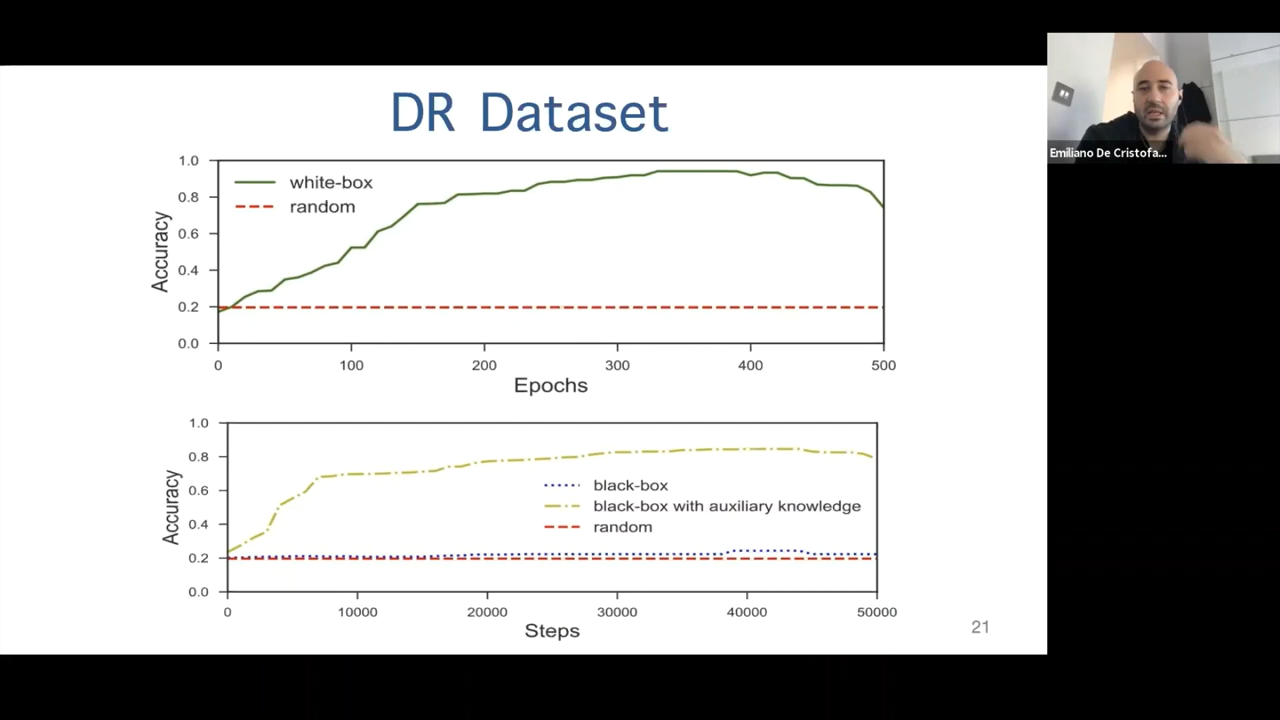 DR Dataset
1.0
0.8
0.6
0.4
0.2
0.0
Accuracy
white-box
random
0 100 200 300 400 500
Epochs
1.0
0.8
0.6
0.4
0.2
0.0
Accuracy
black-box
black-box with auxiliary knowledge
random
0 10000 20000 30000 40000 50000
Steps
21
Emiliano De Cristofa...